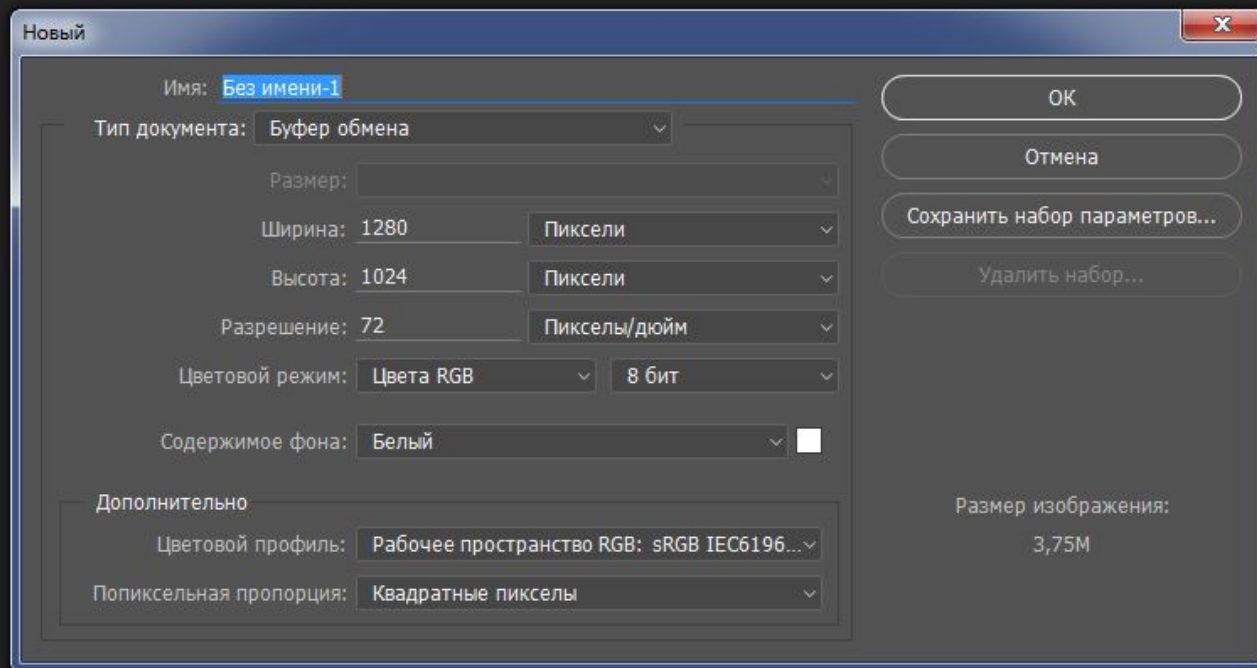 Новый
Имя: Без имени-1
Тип документа: Буфер обмена
Размер:
Ширина: 1280 Пиксели
Высота: 1024 Пиксели
Разрешение: 72 Пикселы/дюйм
Цветовой режим: Цвета RGB 8 бит
Содержимое фона: Белый
Дополнительно
Цветовой профиль: Рабочее пространство RGB: sRGB IEC6196...
Попиксельная пропорция: Квадратные пикселы
ОК
Отмена
Сохранить набор параметров...
Удалить набор...
Размер изображения:
3,75M